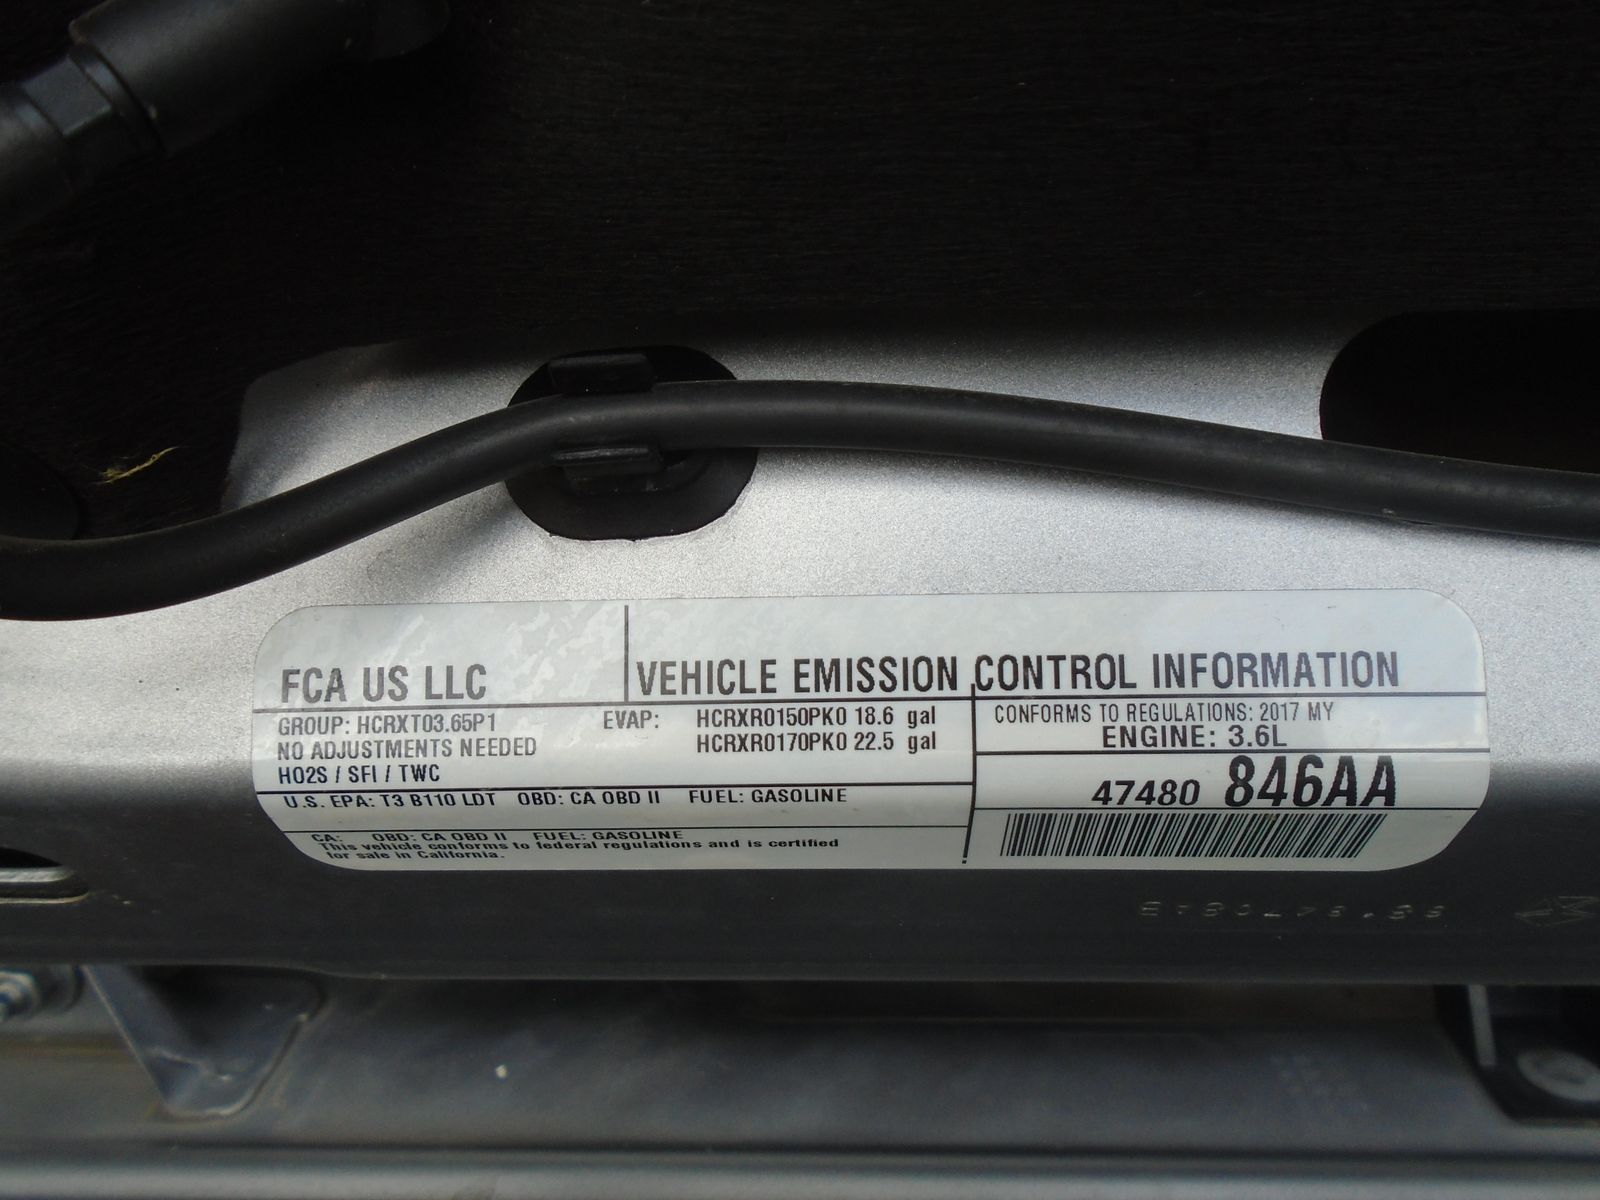 FCA US LLC
VEHICLE EMISSION CONTROL INFORMATION
GROUP: HCRXT03.65P1
NO ADJUSTMENTS NEEDED
HO2S / SFI / TWC
EVAP: HCRXR0150PK0 18.6 gal
HCRXR0170PK0 22.5 gal
CONFORMS TO REGULATIONS: 2017 MY
ENGINE: 3.6L
U.S. EPA: T3 B110 LDT OBD: CA OBD II FUEL: GASOLINE
47480 846AA
CA: OBD: CA OBD II FUEL: GASOLINE
This vehicle conforms to federal regulations and is certified
for sale in California.